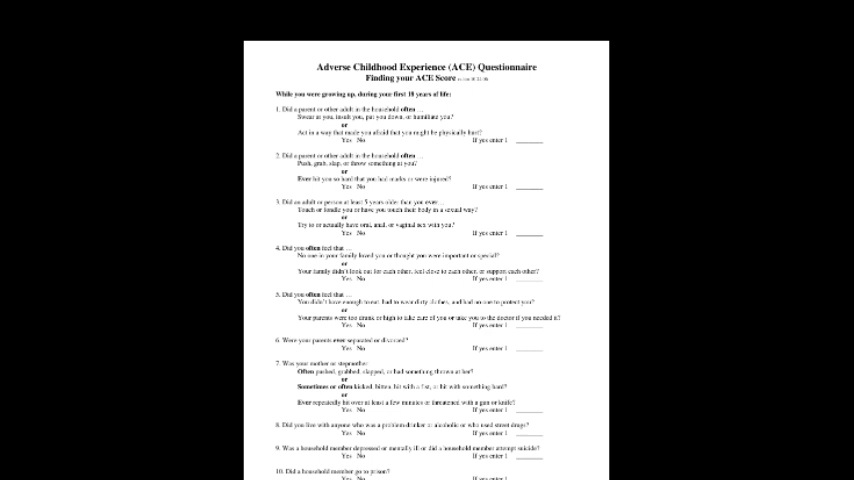 Adverse Childhood Experience (ACE) Questionnaire
Finding your ACE Score
While you were growing up, during your first 18 years of life:
1. Did a parent or other adult in the household often …
Swear at you, insult you, put you down, or humiliate you?
or
Act in a way that made you afraid that you might be physically hurt?
Yes No If yes enter 1 ________
2. Did a parent or other adult in the household often …
Push, grab, slap, or throw something at you?
or
Ever hit you so hard that you had marks or were injured?
Yes No If yes enter 1 ________
3. Did an adult or person at least 5 years older than you ever…
Touch or fondle you or have you touch their body in a sexual way?
or
Try to or actually have oral, anal, or vaginal sex with you?
Yes No If yes enter 1 ________
4. Did you often feel that …
No one in your family loved you or thought you were important or special?
or
Your family didn't look out for each other, feel close to each other, or support each other?
Yes No If yes enter 1 ________
5. Did you often feel that …
You didn't have enough to eat, had to wear dirty clothes, and had no one to protect you?
or
Your parents were too drunk or high to take care of you or take you to the doctor if you needed it?
Yes No If yes enter 1 ________
6. Were your parents ever separated or divorced?
Yes No If yes enter 1 ________
7. Was your mother or stepmother:
Often pushed, grabbed, slapped, or had something thrown at her?
or
Sometimes or often kicked, bitten, hit with a fist, or hit with something hard?
or
Ever repeatedly hit over at least a few minutes or threatened with a gun or knife?
Yes No If yes enter 1 ________
8. Did you live with anyone who was a problem drinker or alcoholic or who used street drugs?
Yes No If yes enter 1 ________
9. Was a household member depressed or mentally ill or did a household member attempt suicide?
Yes No If yes enter 1 ________
10. Did a household member go to prison?
Yes No If yes enter 1 ________